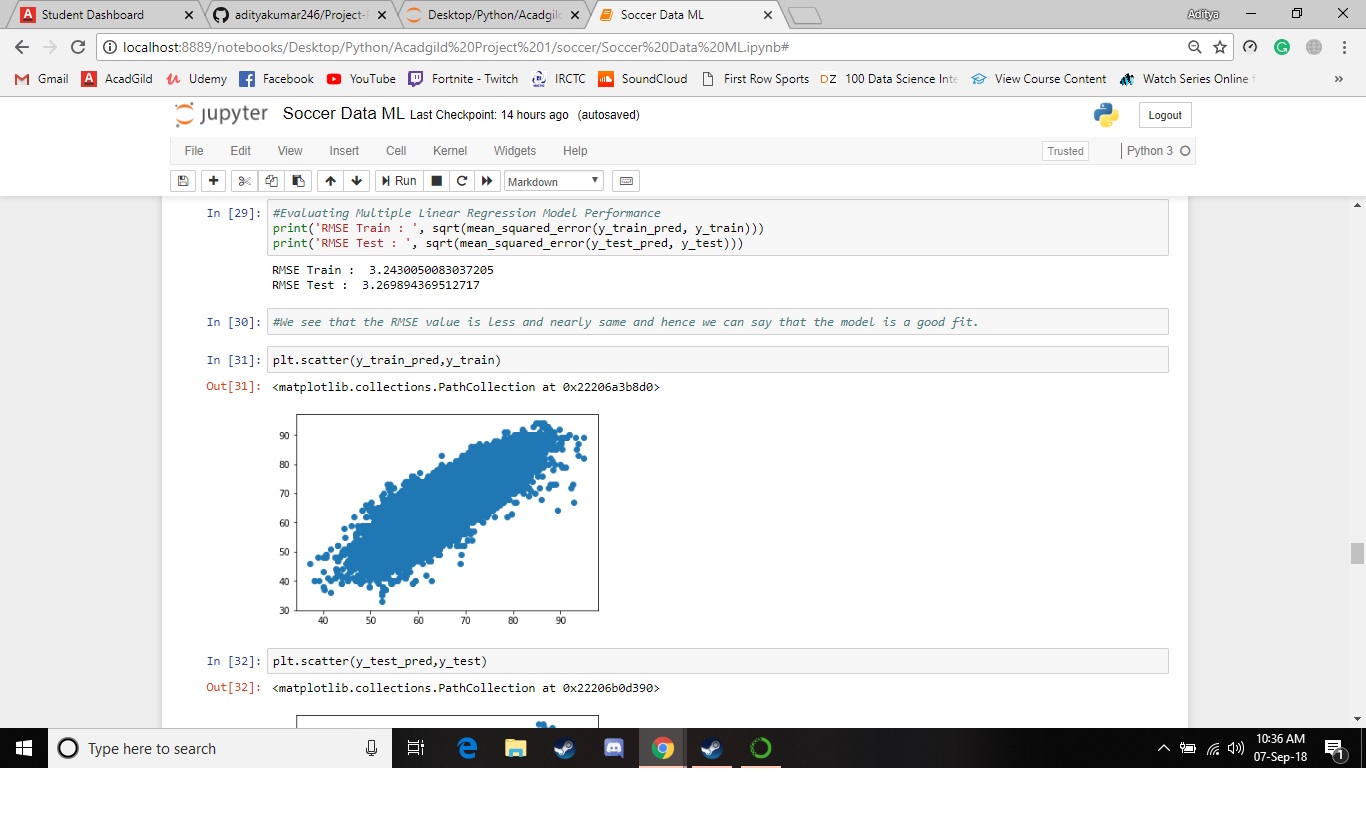 Student Dashboard
adityakumar246/Project-
Desktop/Python/Acadgild
Soccer Data ML
Aditya
localhost:8889/notebooks/Desktop/Python/Acadgild%20Project%201/soccer/Soccer%20Data%20ML.ipynb#
Gmail AcadGild Udemy Facebook YouTube Fortnite - Twitch IRCTC SoundCloud First Row Sports DZ 100 Data Science Inte View Course Content Watch Series Online »
jupyter Soccer Data ML Last Checkpoint: 14 hours ago (autosaved) Logout
File Edit View Insert Cell Kernel Widgets Help Trusted Python 3
Run Markdown
In [29]: #Evaluating Multiple Linear Regression Model Performance
print('RMSE Train : ', sqrt(mean_squared_error(y_train_pred, y_train)))
print('RMSE Test : ', sqrt(mean_squared_error(y_test_pred, y_test)))
RMSE Train : 3.2430050083037205
RMSE Test : 3.269894369512717
In [30]: #We see that the RMSE value is less and nearly same and hence we can say that the model is a good fit.
In [31]: plt.scatter(y_train_pred,y_train)
Out[31]: <matplotlib.collections.PathCollection at 0x22206a3b8d0>
90
80
70
60
50
40
30
40 50 60 70 80 90
In [32]: plt.scatter(y_test_pred,y_test)
Out[32]: <matplotlib.collections.PathCollection at 0x22206b0d390>
Type here to search
10:36 AM
07-Sep-18
1